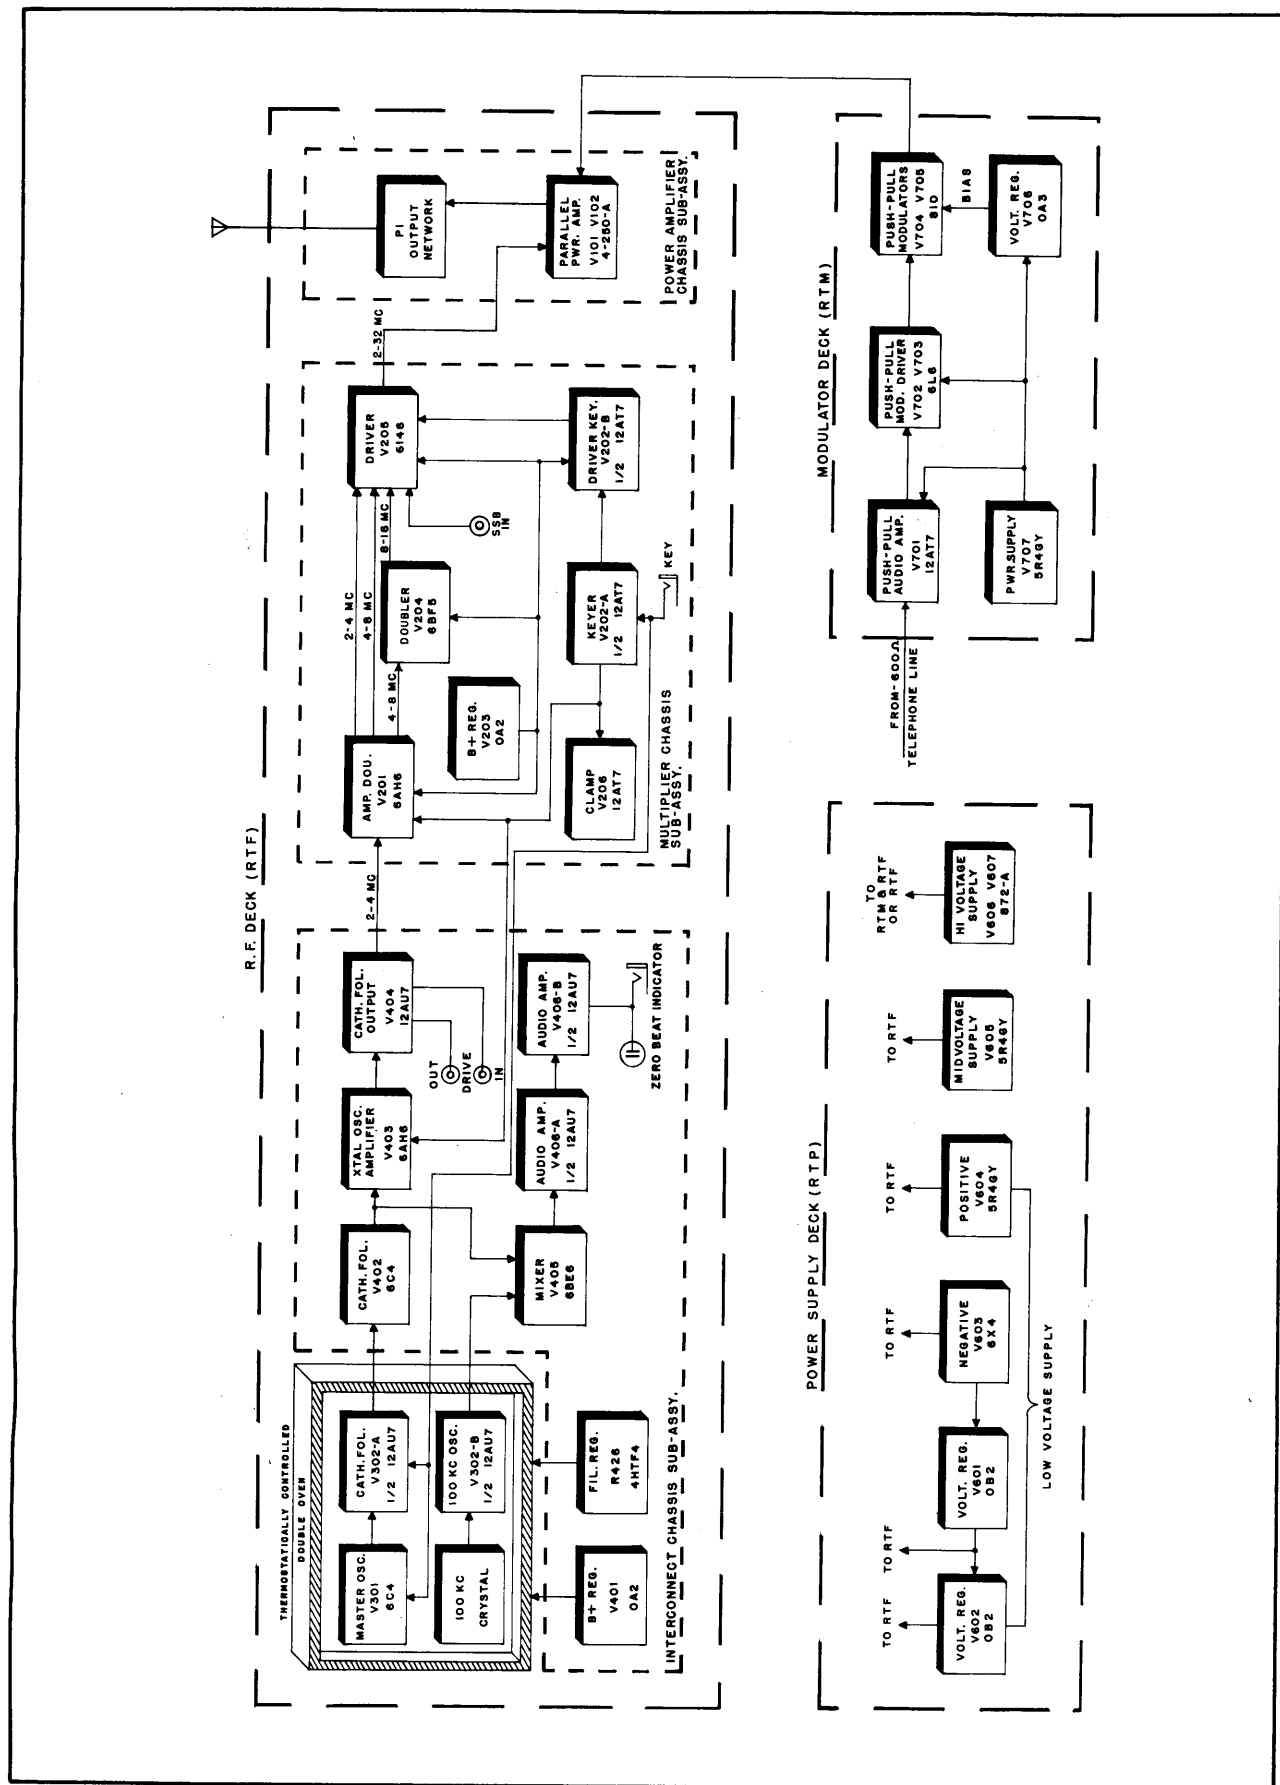 R.F. DECK (RTF)
THERMOSTATICALLY CONTROLLED
DOUBLE OVEN
MASTER OSC.
V301
6C4
CATH. FOL.
V302-A
1/2 12AU7
100 KC
CRYSTAL
100 KC OSC.
V302-B
1/2 12AU7
B+ REG.
V401
OA2
FIL. REG.
R426
4HTF4
INTERCONNECT CHASSIS SUB-ASSY.
CATH. FOL.
V402
6C4
XTAL OSC.
AMPLIFIER
V403
6AH6
CATH. FOL.
OUTPUT
V404
12AU7
OUT
DRIVE
IN
MIXER
V405
6BE6
AUDIO AMP.
V406-A
1/2 12AU7
AUDIO AMP.
V406-B
1/2 12AU7
ZERO BEAT INDICATOR
2-4 MC
AMP. DOU.
V201
6AH6
2-4 MC
4-8 MC
4-8 MC
8-16 MC
DOUBLER
V204
6BF5
DRIVER
V205
6146
SSB
IN
B+ REG.
V203
OA2
CLAMP
V206
12AT7
KEYER
V202-A
1/2 12AT7
KEY
DRIVER KEY.
V202-B
1/2 12AT7
MULTIPLIER CHASSIS
SUB-ASSY.
2-32 MC
PI
OUTPUT
NETWORK
PARALLEL
PWR. AMP.
V101 V102
4-250-A
POWER AMPLIFIER
CHASSIS SUB-ASSY.
POWER SUPPLY DECK (RTP)
TO RTF
TO RTF
TO RTF
TO RTF
TO RTF
TO
RTM & RTF
OR RTF
VOLT. REG.
V602
OB2
VOLT. REG.
V601
OB2
NEGATIVE
V603
6X4
POSITIVE
V604
5R4GY
MIDVOLTAGE
SUPPLY
V605
5R4GY
HI VOLTAGE
SUPPLY
V606 V607
872-A
LOW VOLTAGE SUPPLY
MODULATOR DECK (RTM)
FROM-600Ω
TELEPHONE LINE
PUSH-PULL
AUDIO AMP.
V701
12AT7
PUSH-PULL
MOD. DRIVER
V702 V703
6L6
PUSH-PULL
MODULATORS
V704 V705
810
BIAS
PWR. SUPPLY
V707
5R4GY
VOLT. REG.
V706
OA3